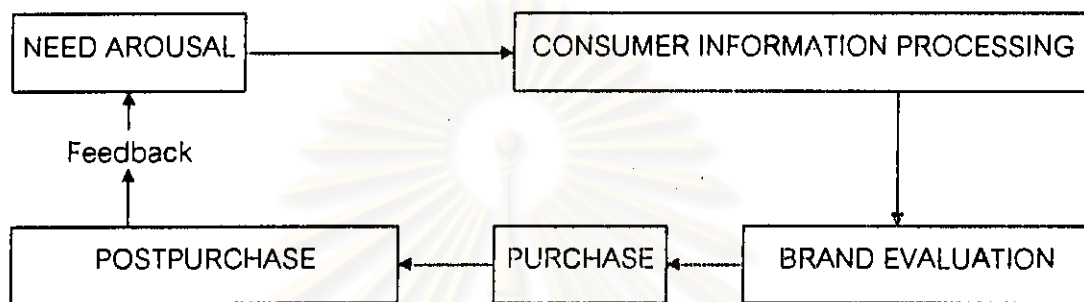 NEED AROUSAL
CONSUMER INFORMATION PROCESSING
Feedback
POSTPURCHASE
PURCHASE
BRAND EVALUATION